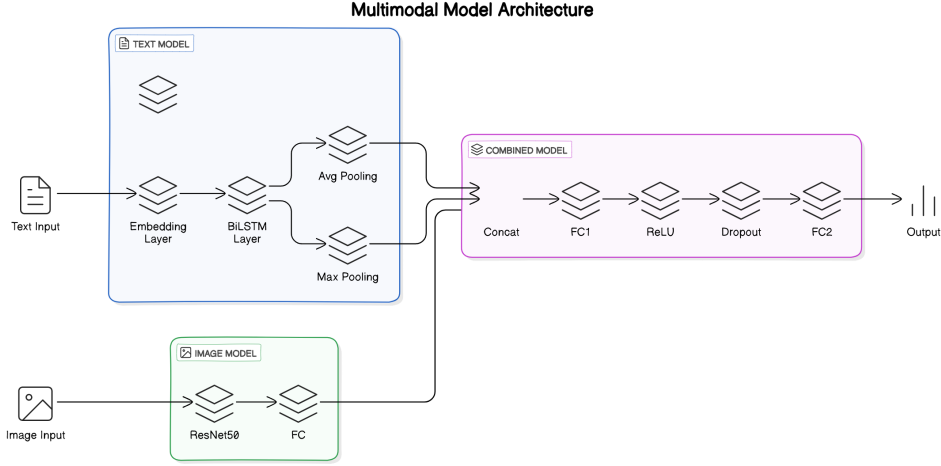 Multimodal Model Architecture
TEXT MODEL
Text Input
Embedding
Layer
BiLSTM
Layer
Avg Pooling
Max Pooling
COMBINED MODEL
Concat
FC1
ReLU
Dropout
FC2
Output
IMAGE MODEL
Image Input
ResNet50
FC